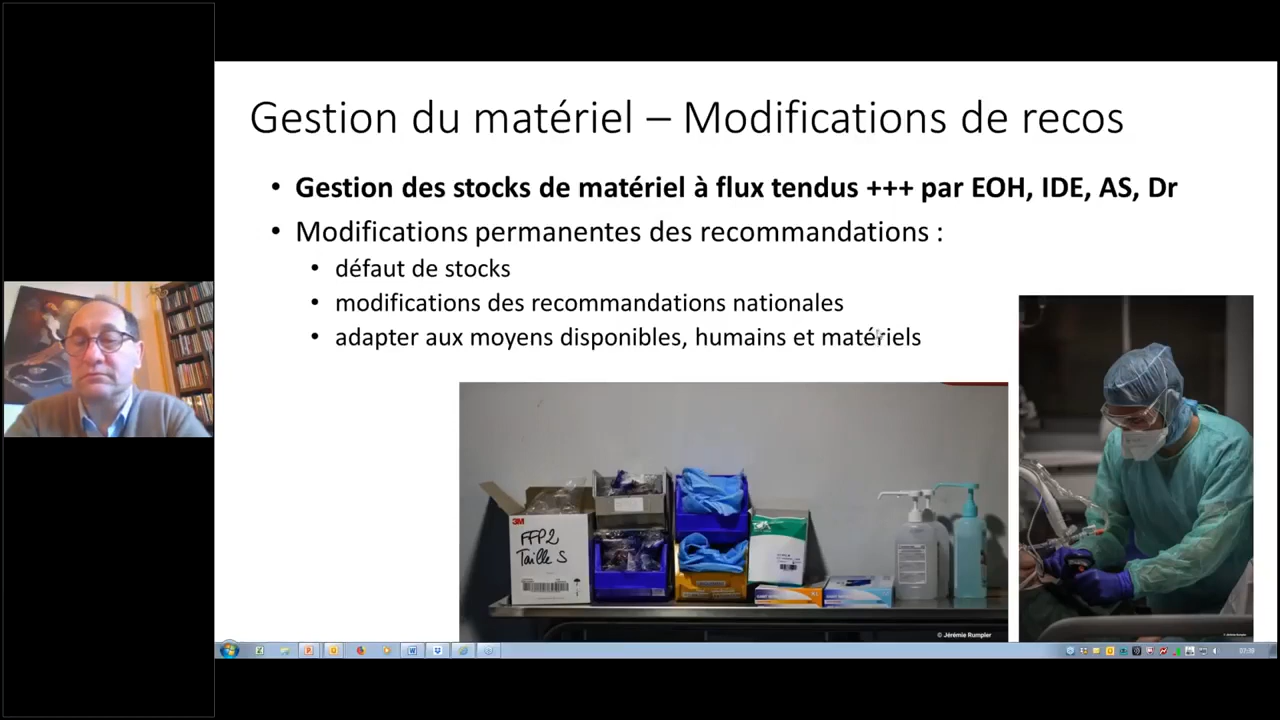 Gestion du matériel – Modifications de recos
• Gestion des stocks de matériel à flux tendus +++ par EOH, IDE, AS, Dr
• Modifications permanentes des recommandations :
• défaut de stocks
• modifications des recommandations nationales
• adapter aux moyens disponibles, humains et matériels
3M
FFP2
Taille S
© Jérémie Rumpler
07:39